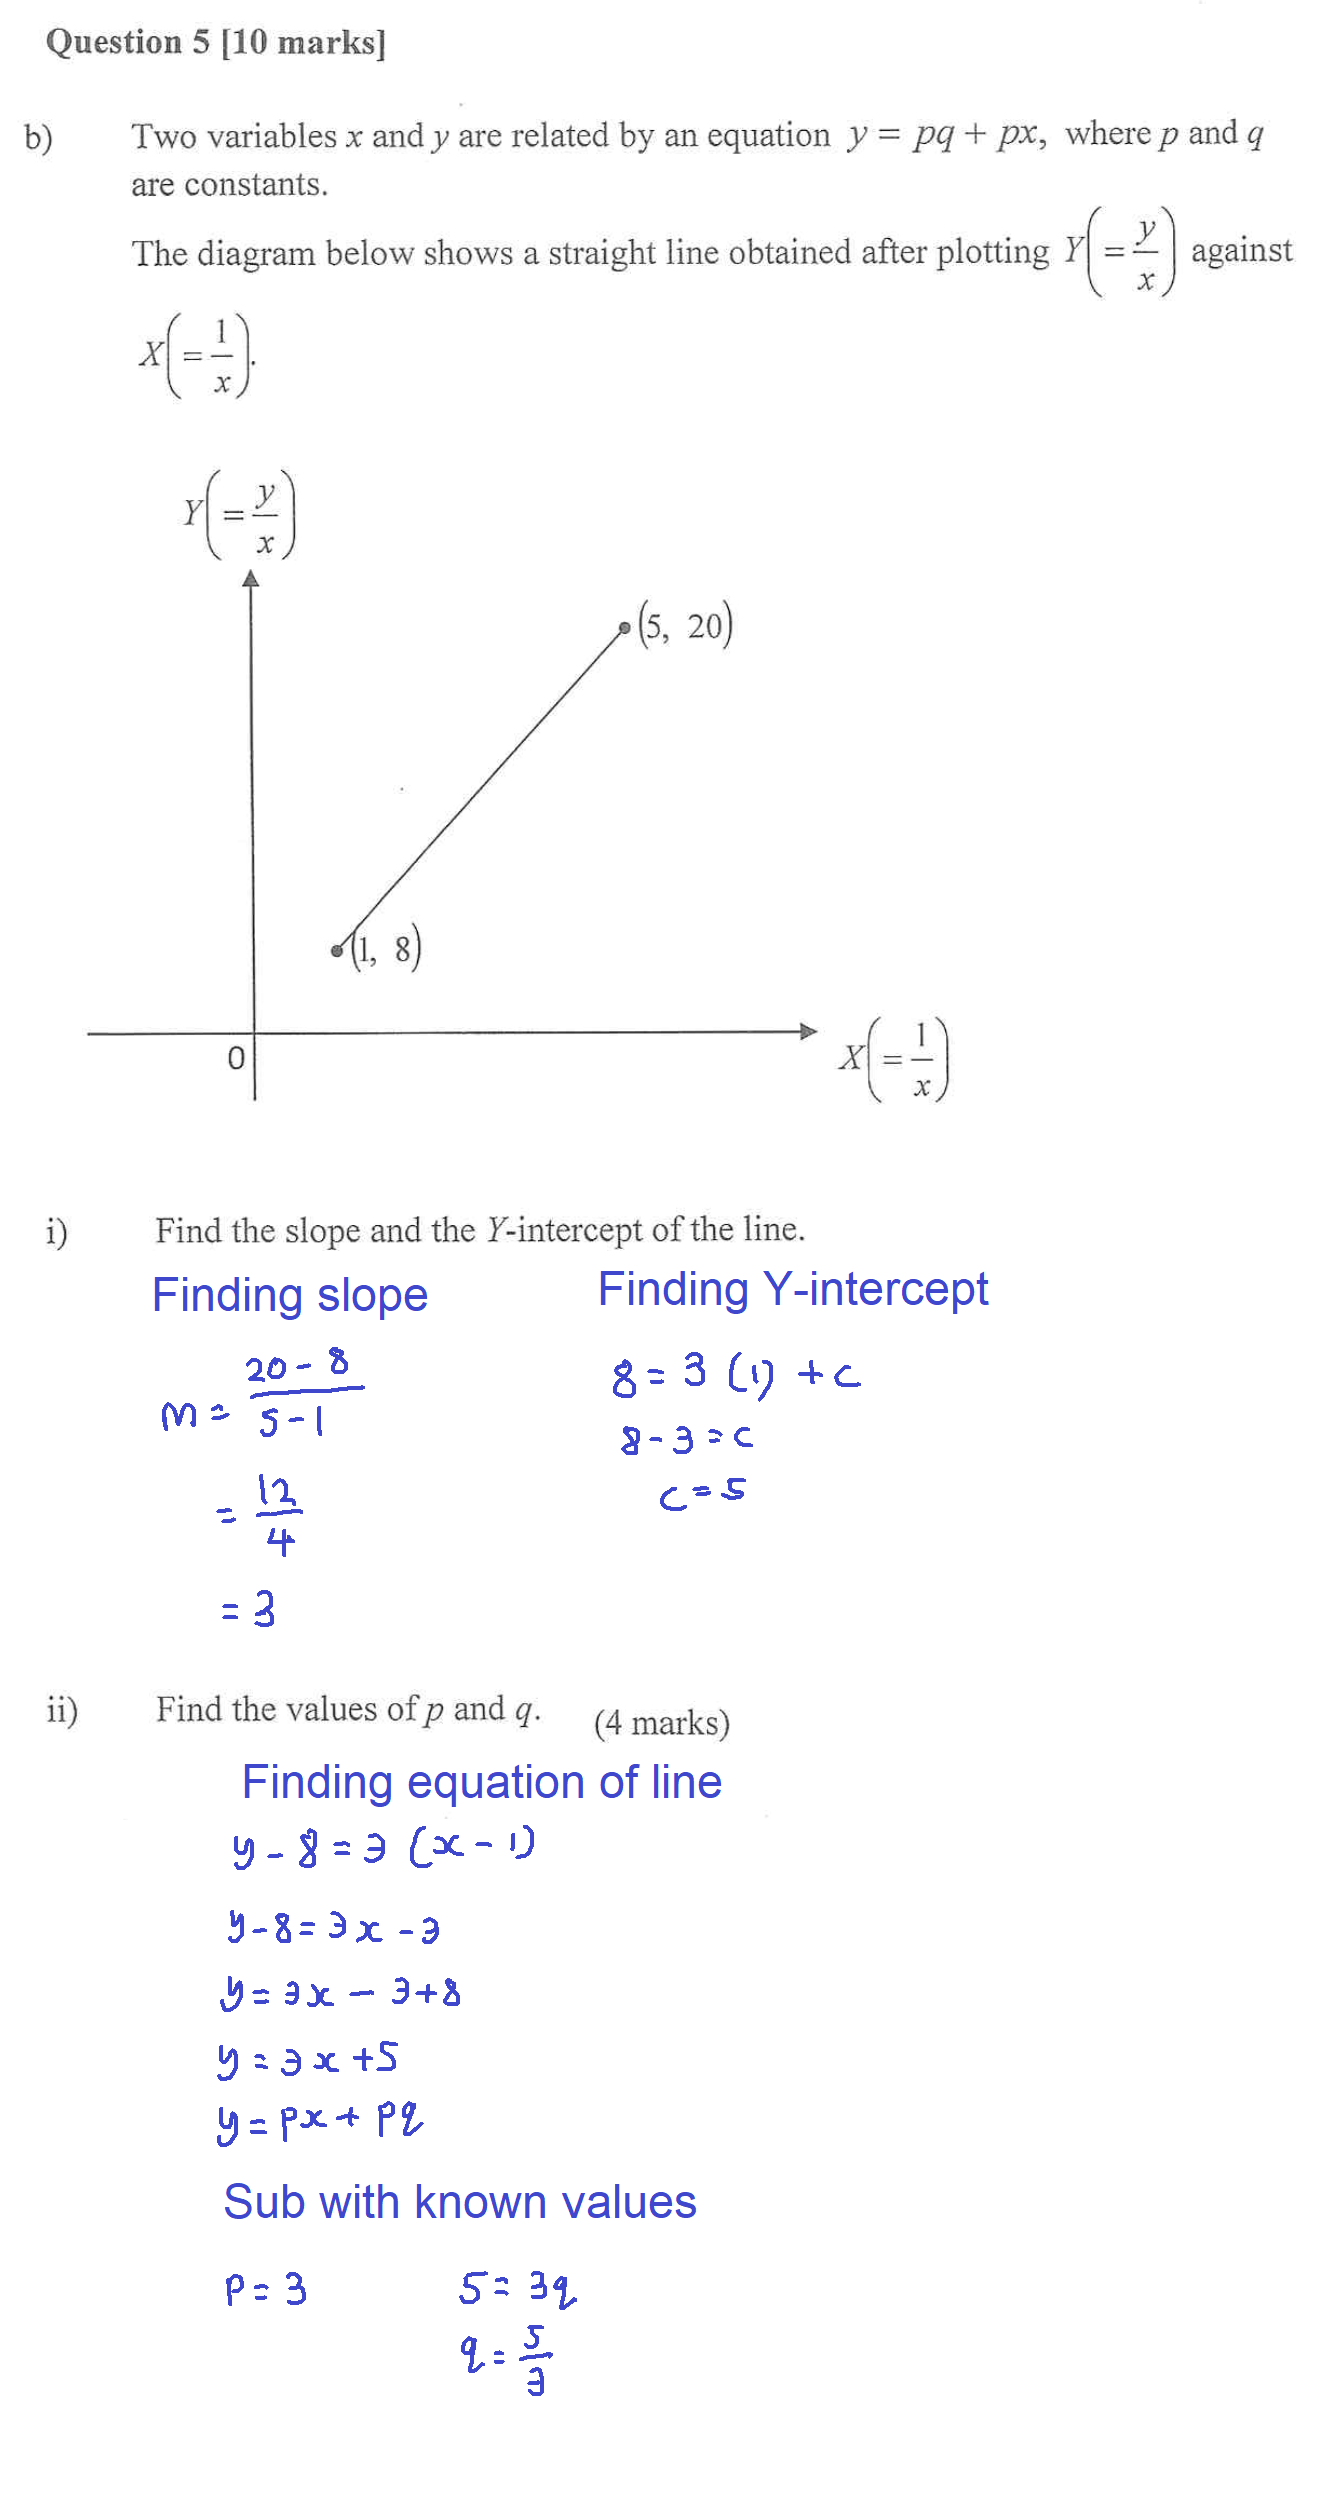 Question 5 [10 marks]
b) Two variables x and y are related by an equation y = pq + px, where p and q
are constants.
The diagram below shows a straight line obtained after plotting Y(= y/x) against
X(= 1/x).
Y(= y/x)
(5, 20)
(1, 8)
0
X(= 1/x)
i) Find the slope and the Y-intercept of the line.
Finding slope
m = (20 - 8)/(5 - 1)
= 12/4
= 3
Finding Y-intercept
8 = 3 (1) + c
8 - 3 = c
c = 5
ii) Find the values of p and q. (4 marks)
Finding equation of line
y - 8 = 3 (x - 1)
y - 8 = 3x - 3
y = 3x - 3 + 8
y = 3x + 5
y = px + pq
Sub with known values
p = 3
5 = 3q
q = 5/3